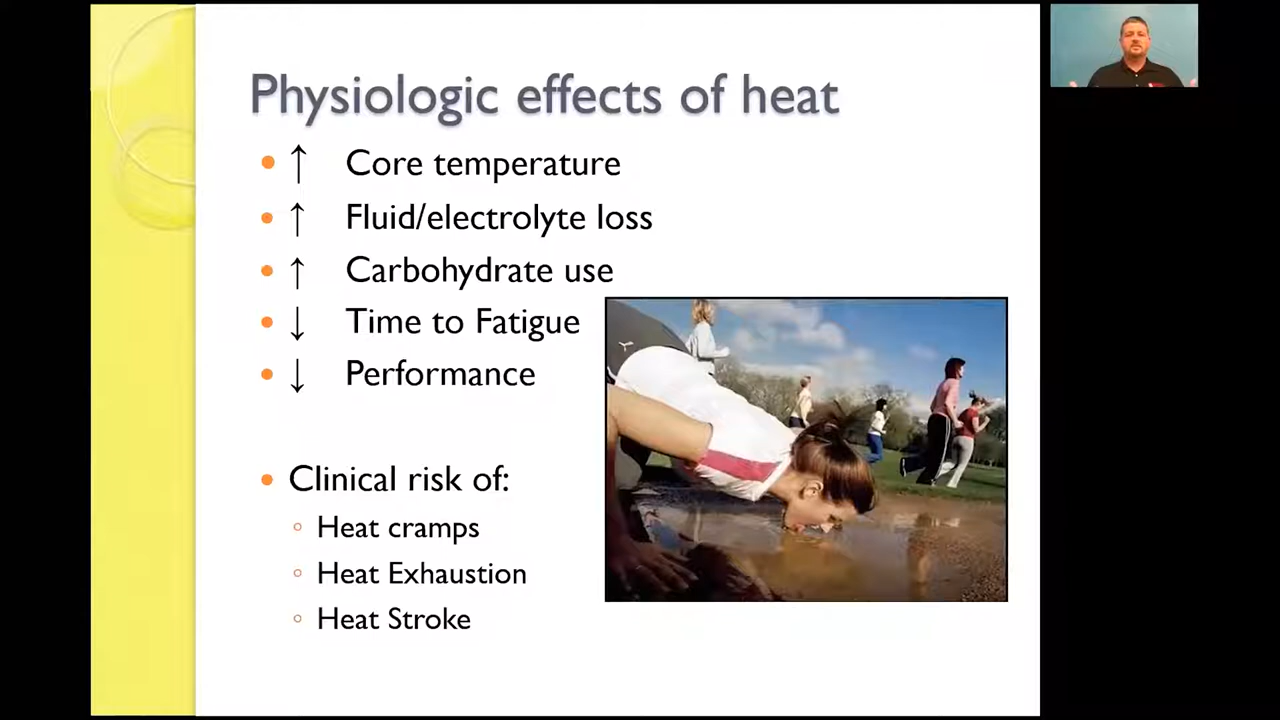 Physiologic effects of heat
• ↑ Core temperature
• ↑ Fluid/electrolyte loss
• ↑ Carbohydrate use
• ↓ Time to Fatigue
• ↓ Performance
• Clinical risk of:
◦ Heat cramps
◦ Heat Exhaustion
◦ Heat Stroke